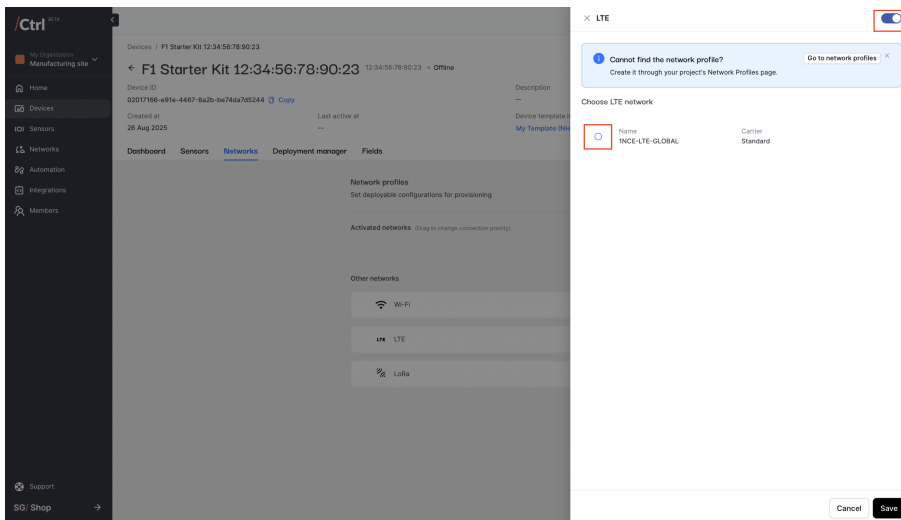 /Ctrl BETA
My Organization
Manufacturing site
Home
Devices
Sensors
Networks
Automation
Integrations
Members
Support
SG/ Shop
Devices / F1 Starter Kit 12:34:56:78:90:23
F1 Starter Kit 12:34:56:78:90:23 12:34:56:78:90:23 Offline
Device ID
02017166-e91e-4467-8a2b-be74da7d5244 Copy
Description
--
Created at
26 Aug 2025
Last active at
--
Device template
My Template (NH
Dashboard Sensors Networks Deployment manager Fields
Network profiles
Set deployable configurations for provisioning
Activated networks (Drag to change connection priority)
Other networks
Wi-Fi
LTE LTE
LoRa
LTE
Cannot find the network profile?
Create it through your project's Network Profiles page.
Go to network profiles
Choose LTE network
Name
1NCE-LTE-GLOBAL
Carrier
Standard
Cancel
Save